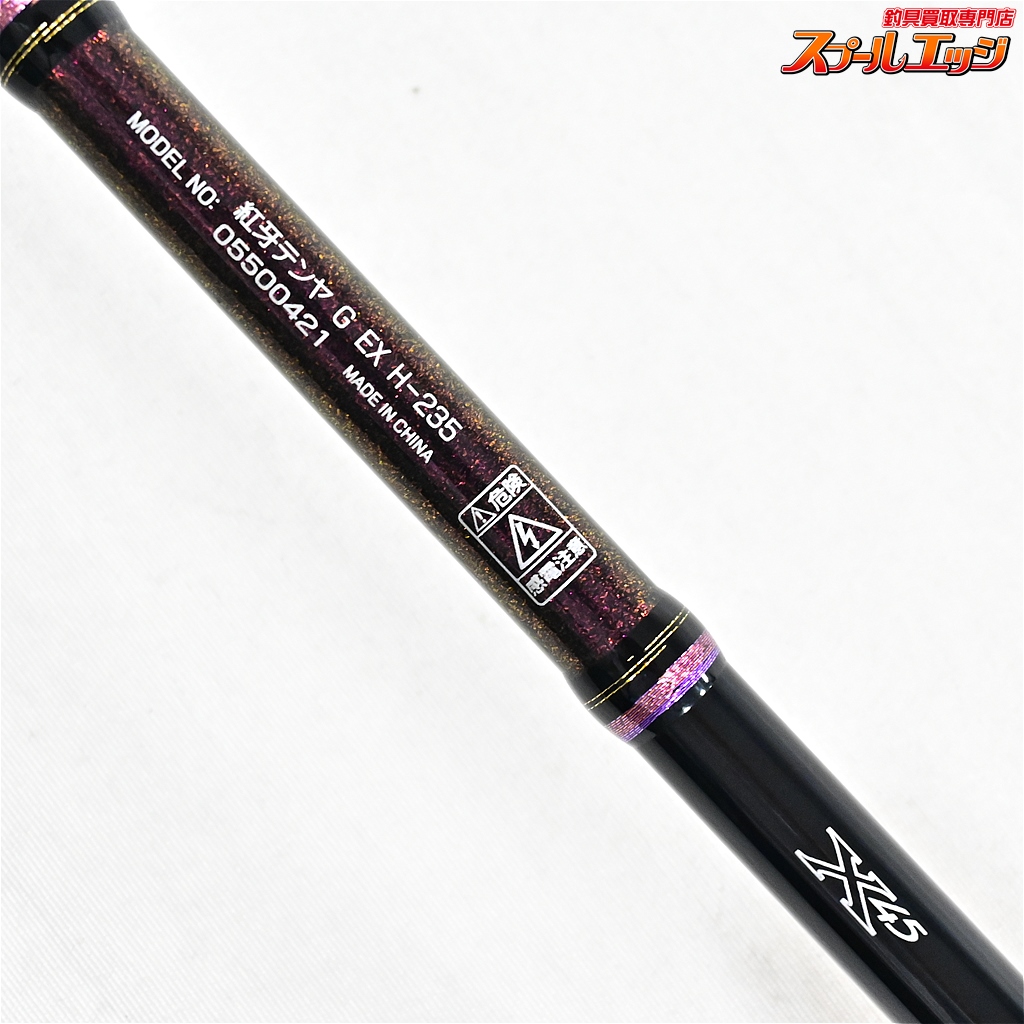 釣具買取専門店
スプールエッジ
MODEL NO: 紅牙テンヤ G EX H-235
05500421
MADE IN CHINA
危険
感電注意
X45